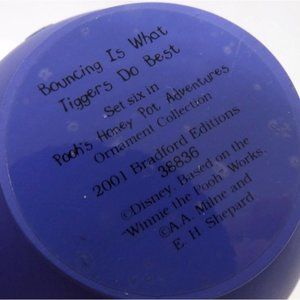 Bouncing Is What
Tiggers Do Best
Set six in
Pooh's Honey Pot Adventures
Ornament Collection
2001 Bradford Editions
38836
©Disney. Based on the
"Winnie the Pooh" Works.
©A.A. Milne and
E. H. Shepard